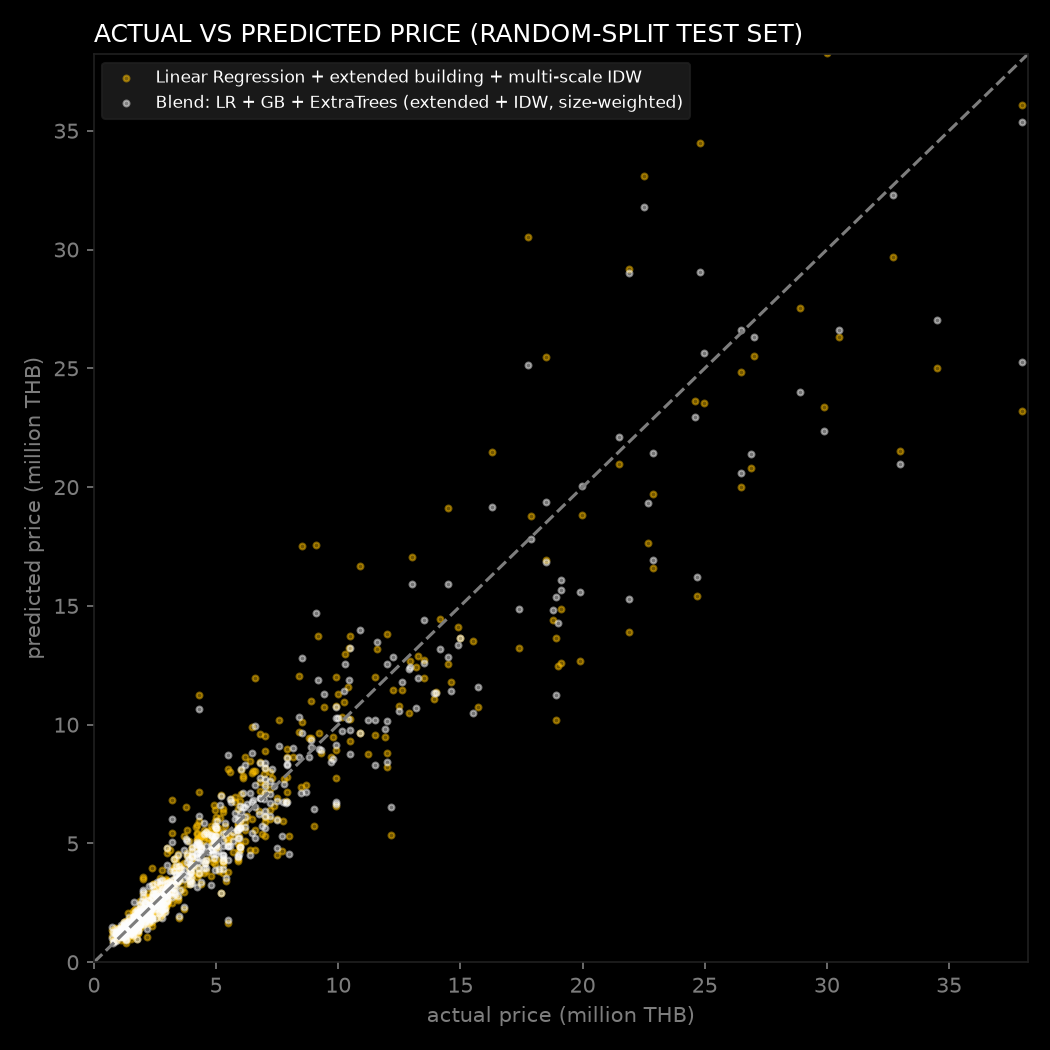 ACTUAL VS PREDICTED PRICE (RANDOM-SPLIT TEST SET)
Linear Regression + extended building + multi-scale IDW
Blend: LR + GB + ExtraTrees (extended + IDW, size-weighted)
predicted price (million THB)
35
30
25
20
15
10
5
0
0 5 10 15 20 25 30 35
actual price (million THB)